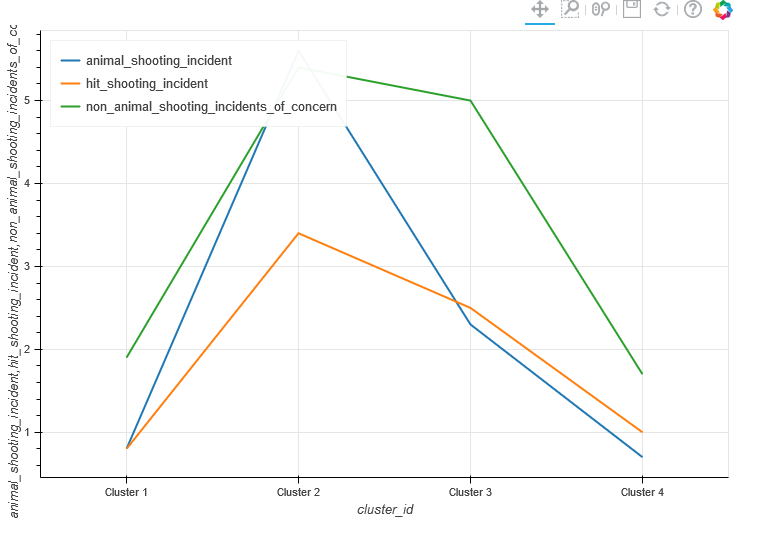 animal_shooting_incident
hit_shooting_incident
non_animal_shooting_incidents_of_concern
animal_shooting_incident,hit_shooting_incident,non_animal_shooting_incidents_of_cc
5
4
3
2
1
Cluster 1 Cluster 2 Cluster 3 Cluster 4
cluster_id